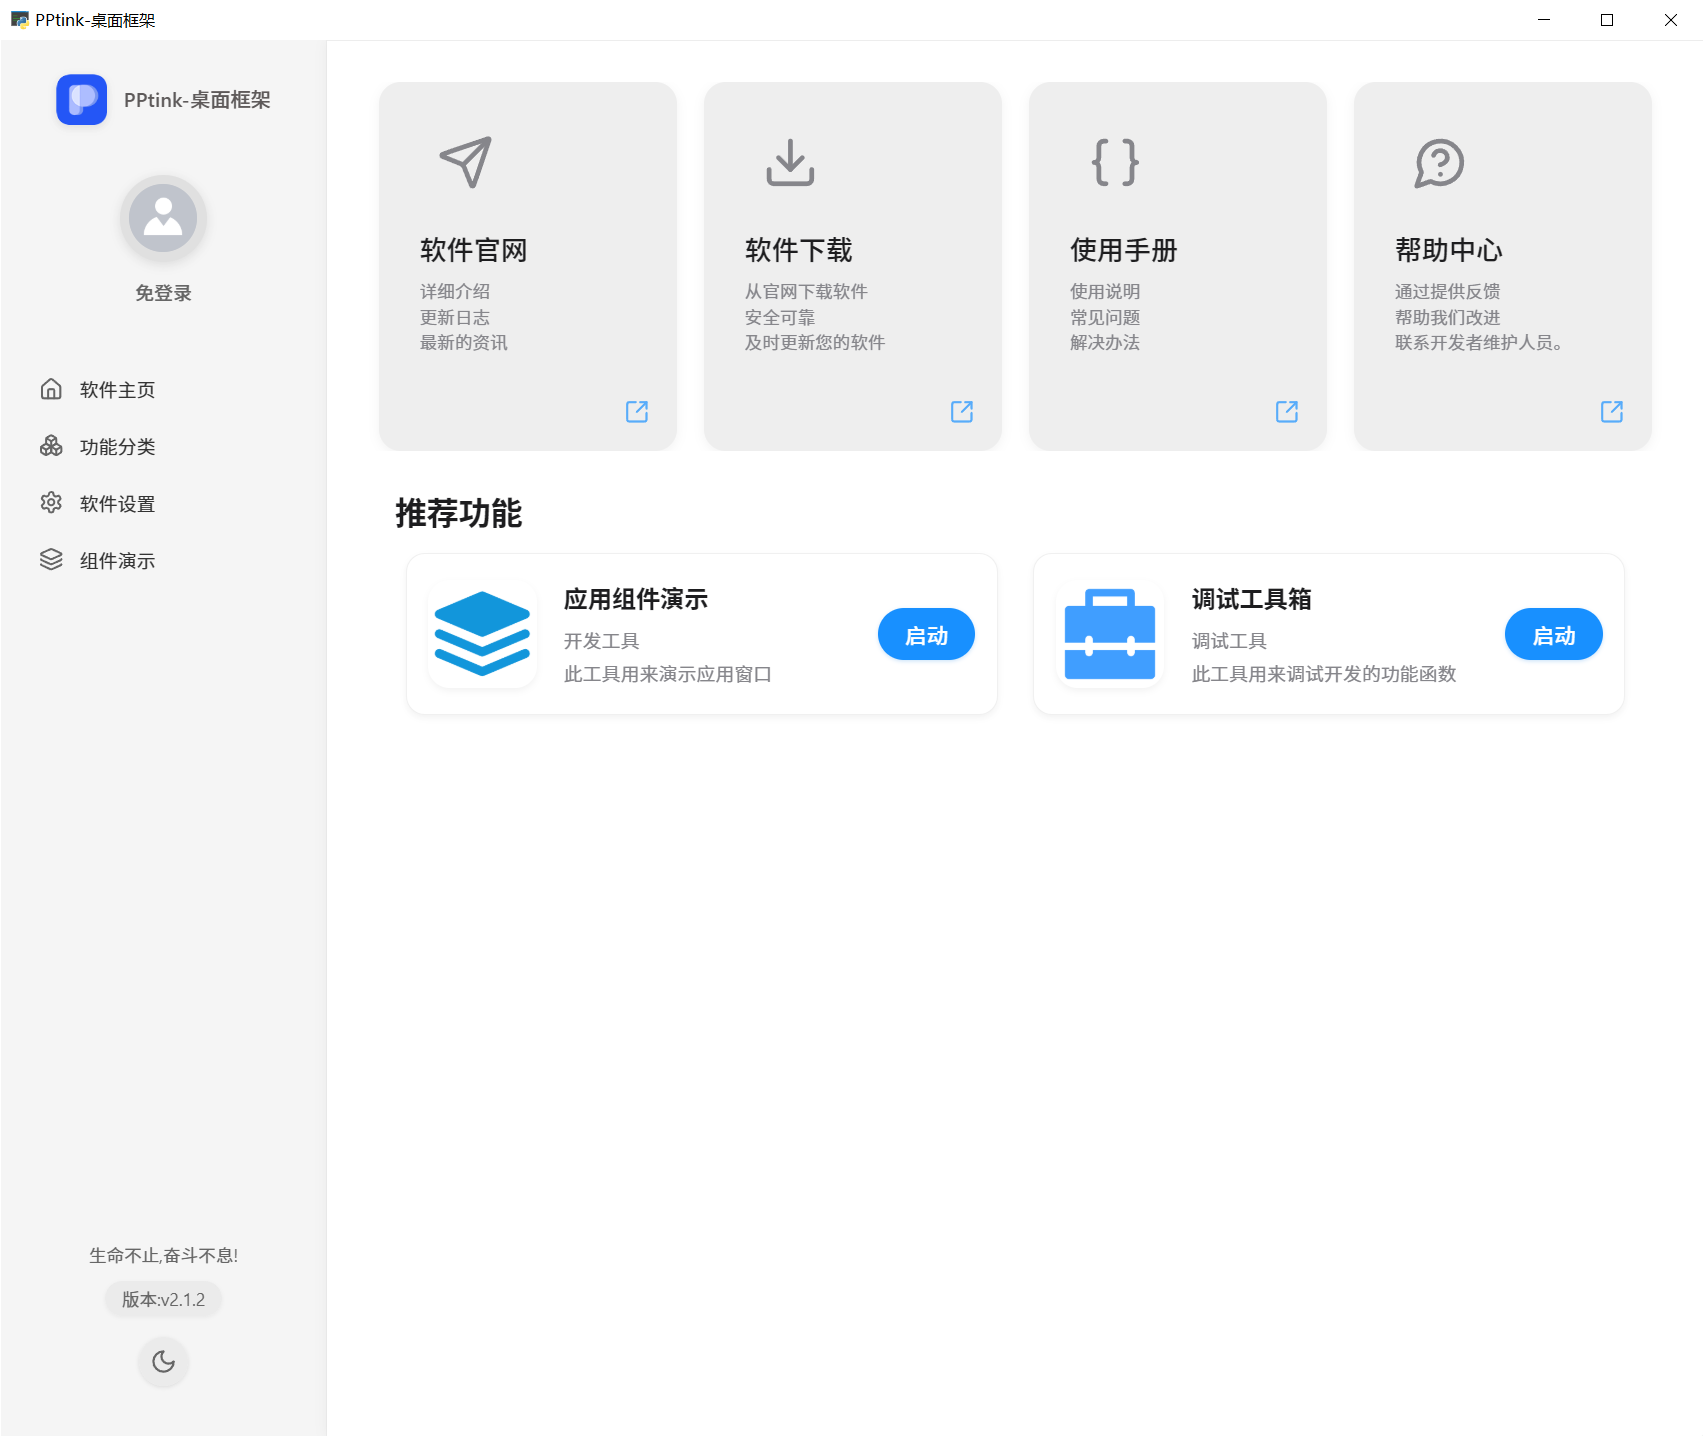 PPtink-桌面框架
PPtink-桌面框架
免登录
软件主页
功能分类
软件设置
组件演示
生命不止,奋斗不息!
版本:v2.1.2
软件官网
详细介绍
更新日志
最新的资讯
软件下载
从官网下载软件
安全可靠
及时更新您的软件
使用手册
使用说明
常见问题
解决办法
帮助中心
通过提供反馈
帮助我们改进
联系开发者维护人员。
推荐功能
应用组件演示
开发工具
此工具用来演示应用窗口
启动
调试工具箱
调试工具
此工具用来调试开发的功能函数
启动